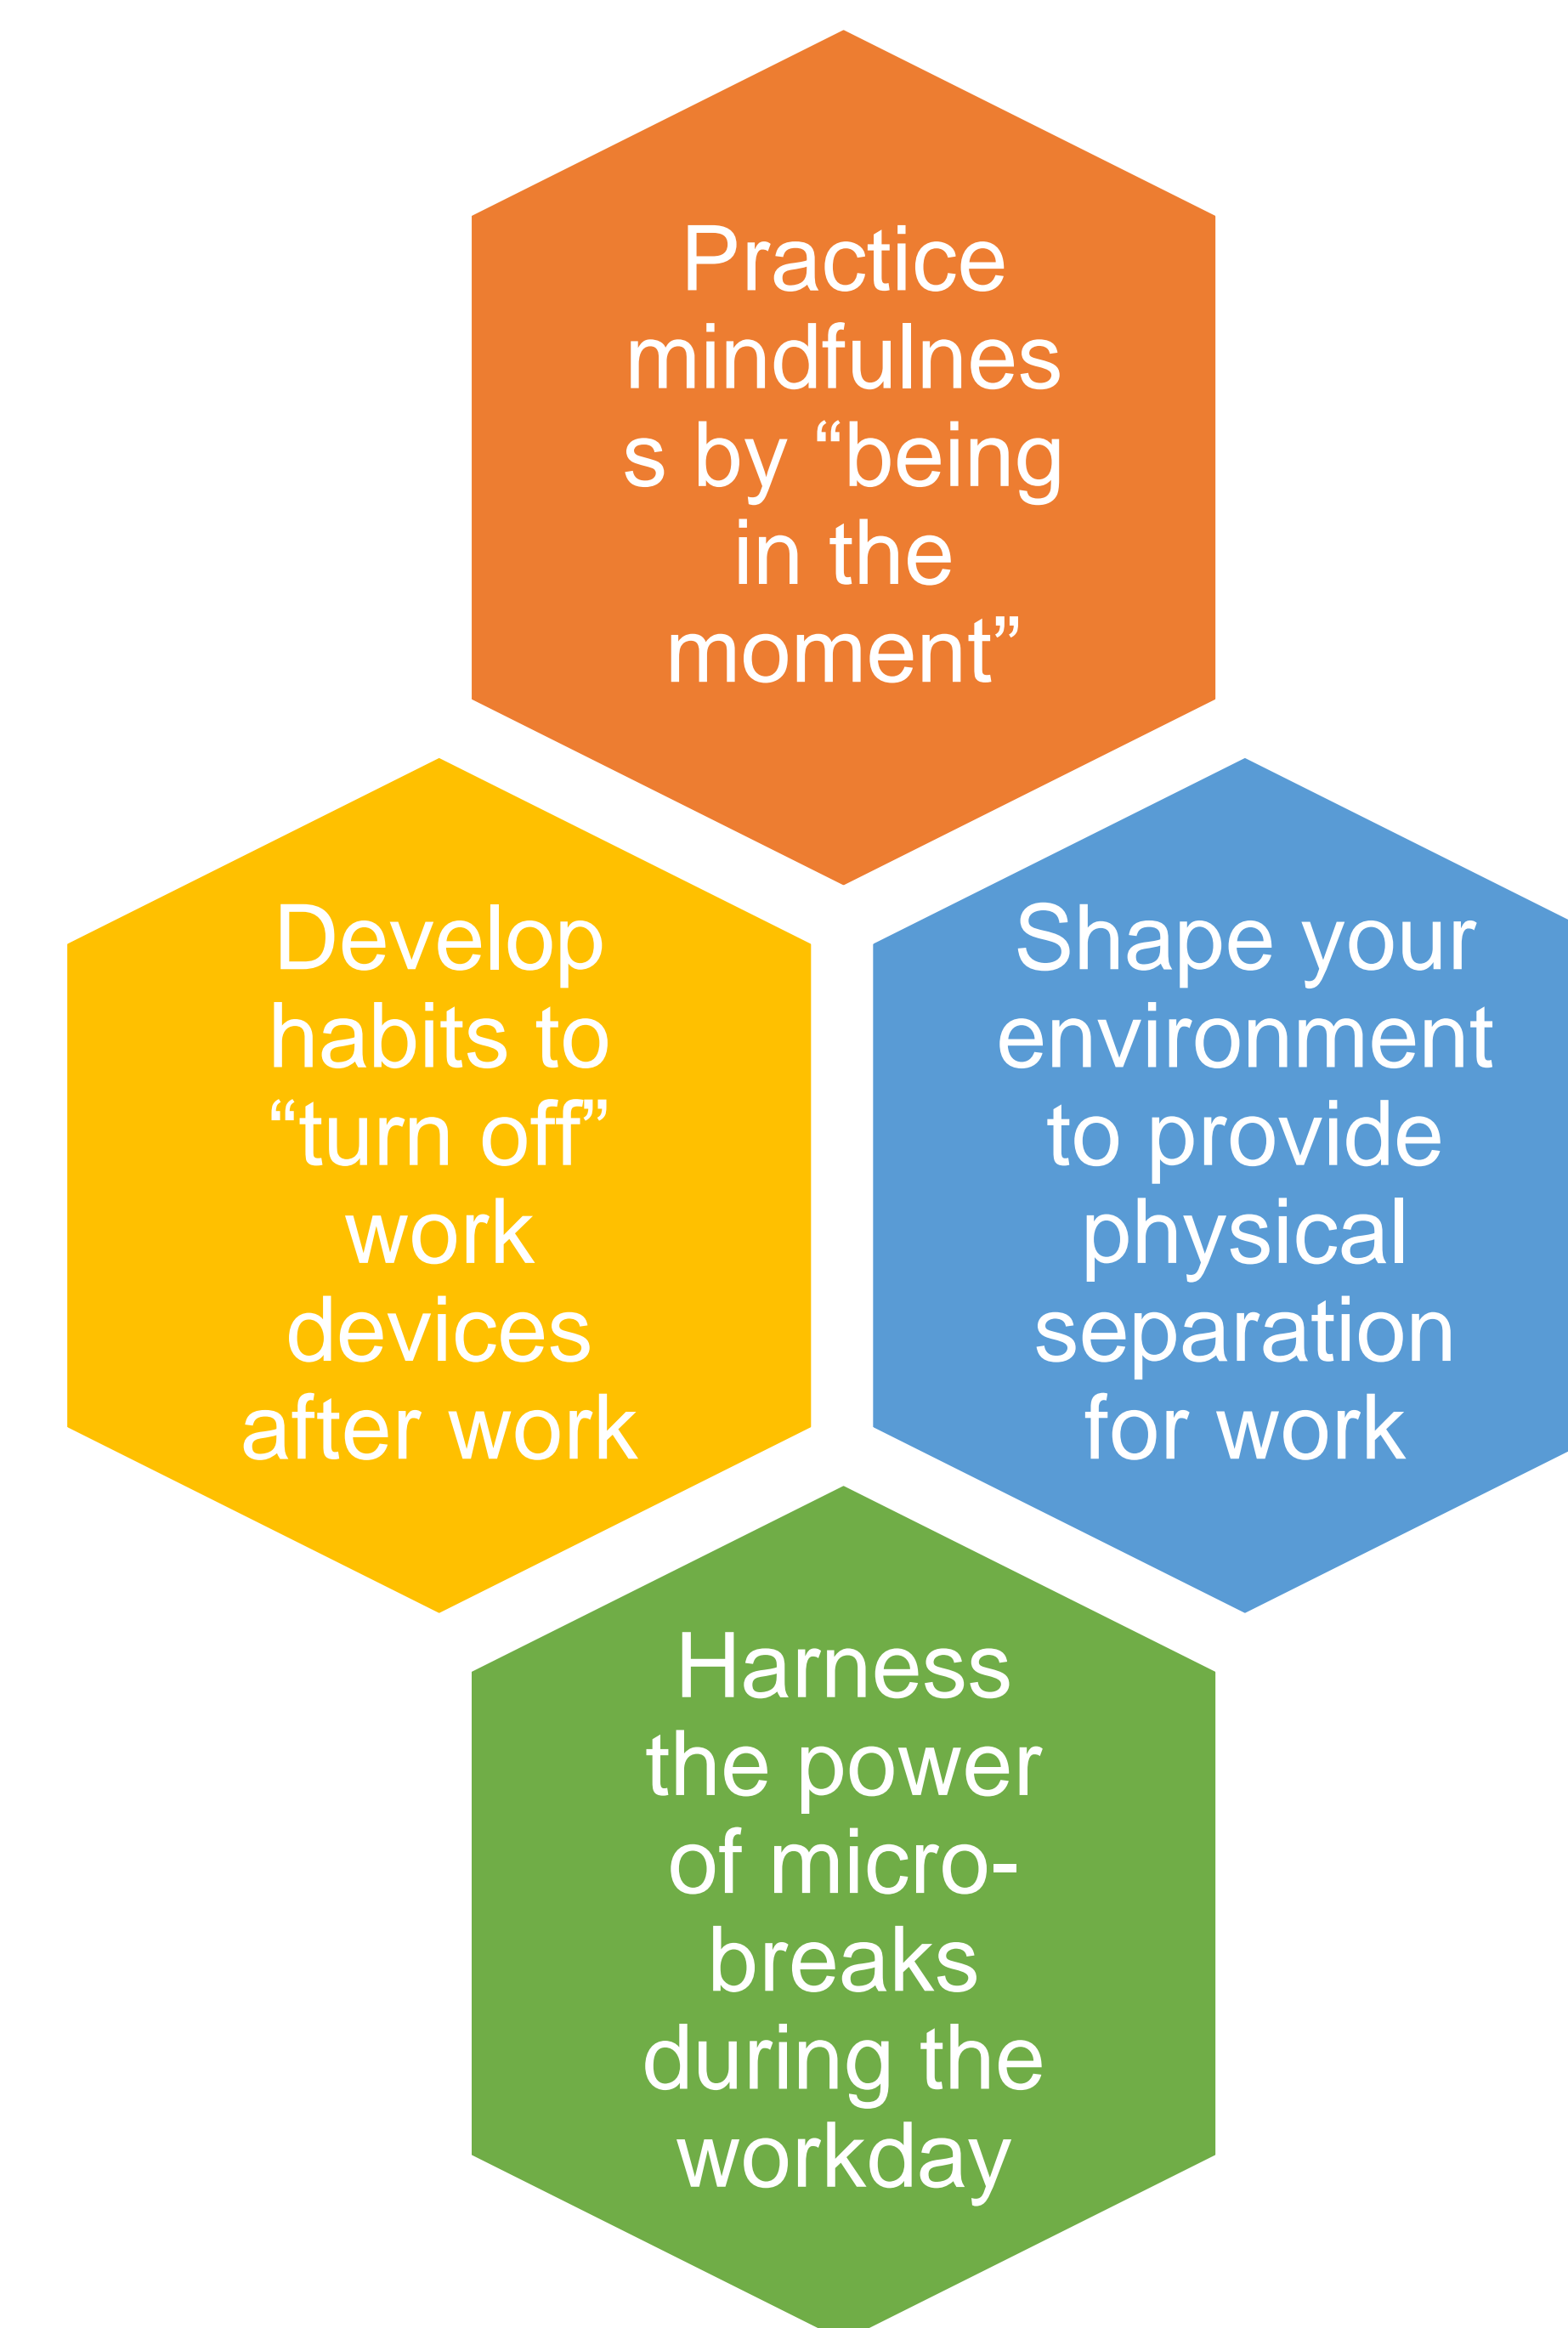 Practice
mindfulnes
s by “being
in the
moment”
Develop
habits to
“turn off”
work
devices
after work
Shape your
environment
to provide
physical
separation
for work
Harness
the power
of micro-
breaks
during the
workday